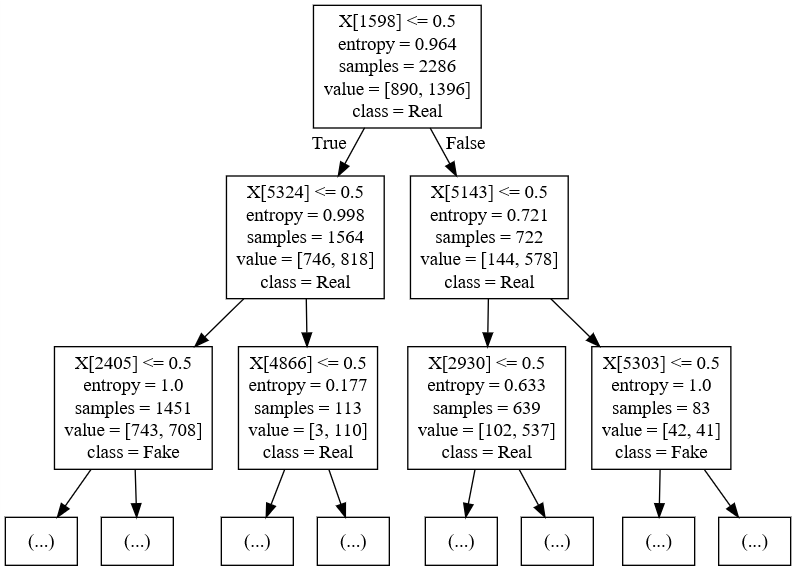 X[1598] <= 0.5
entropy = 0.964
samples = 2286
value = [890, 1396]
class = Real
True
False
X[5324] <= 0.5
entropy = 0.998
samples = 1564
value = [746, 818]
class = Real
X[5143] <= 0.5
entropy = 0.721
samples = 722
value = [144, 578]
class = Real
X[2405] <= 0.5
entropy = 1.0
samples = 1451
value = [743, 708]
class = Fake
X[4866] <= 0.5
entropy = 0.177
samples = 113
value = [3, 110]
class = Real
X[2930] <= 0.5
entropy = 0.633
samples = 639
value = [102, 537]
class = Real
X[5303] <= 0.5
entropy = 1.0
samples = 83
value = [42, 41]
class = Fake
(...)
(...)
(...)
(...)
(...)
(...)
(...)
(...)